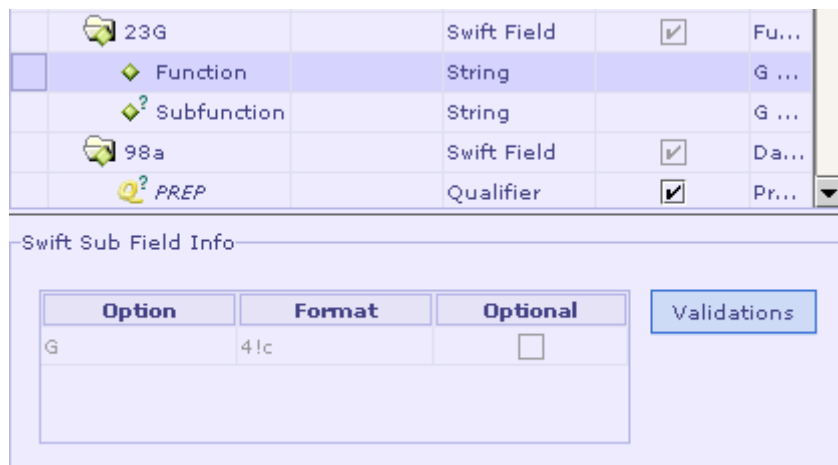 23G Swift Field Fu...
Function String G ...
? Subfunction String G ...
98a Swift Field Da...
Q? PREP Qualifier Pr...
Swift Sub Field Info
Option Format Optional
Validations
G 4!c